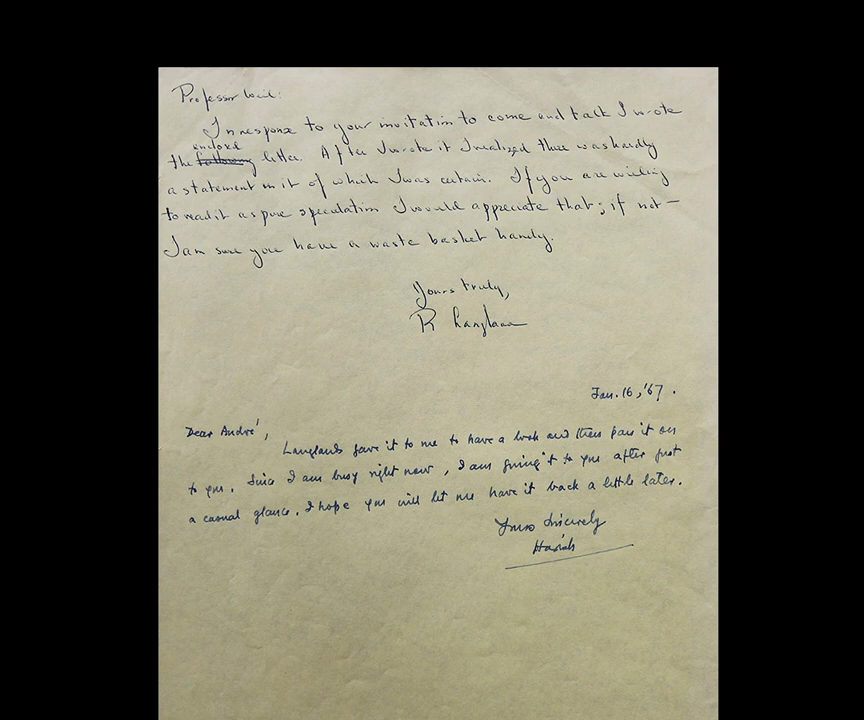 Professor Weil:
In response to your invitation to come and talk I wrote
enclosed
the following letter. After I wrote it I realized there was hardly
a statement in it of which I was certain. If you are willing
to read it as pure speculation I would appreciate that; if not —
I am sure you have a waste basket handy.
Yours truly,
R Langlands
Jan. 16, '67.
Dear André,
Langlands gave it to me to have a look and then pass it on
to you. Since I am busy right now, I am giving it to you after just
a casual glance. I hope you will let me have it back a little later.
Yours sincerely
Harish